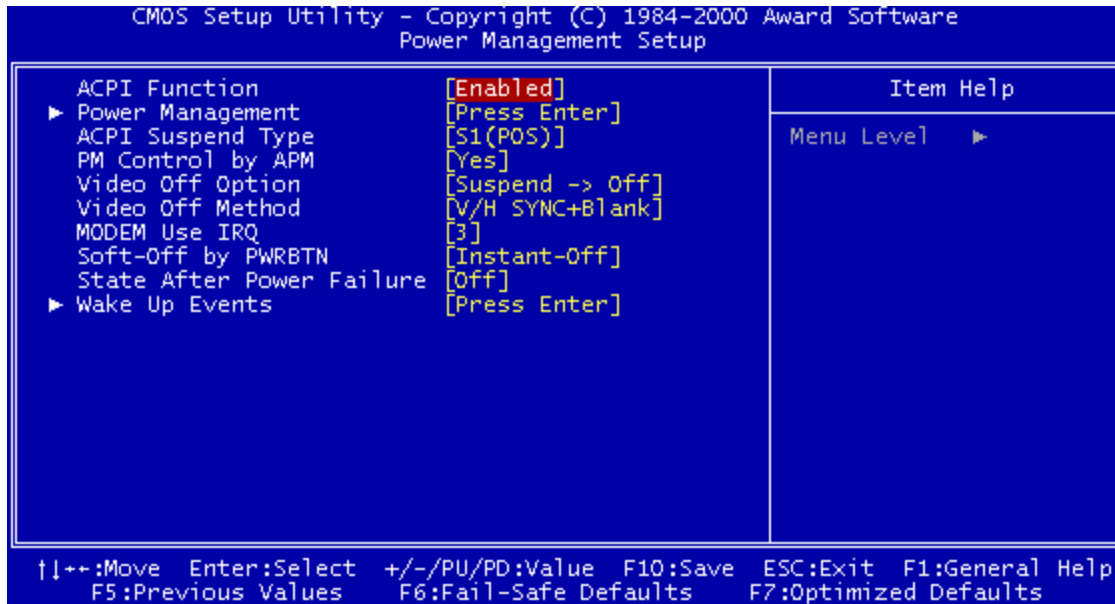 CMOS Setup Utility - Copyright (C) 1984-2000 Award Software
Power Management Setup
ACPI Function [Enabled]
► Power Management [Press Enter]
ACPI Suspend Type [S1(POS)]
PM Control by APM [Yes]
Video Off Option [Suspend -> Off]
Video Off Method [V/H SYNC+Blank]
MODEM Use IRQ [3]
Soft-Off by PWRBTN [Instant-Off]
State After Power Failure [Off]
► Wake Up Events [Press Enter]
Item Help
Menu Level ►
↑↓←→:Move Enter:Select +/-/PU/PD:Value F10:Save ESC:Exit F1:General Help
F5:Previous Values F6:Fail-Safe Defaults F7:Optimized Defaults